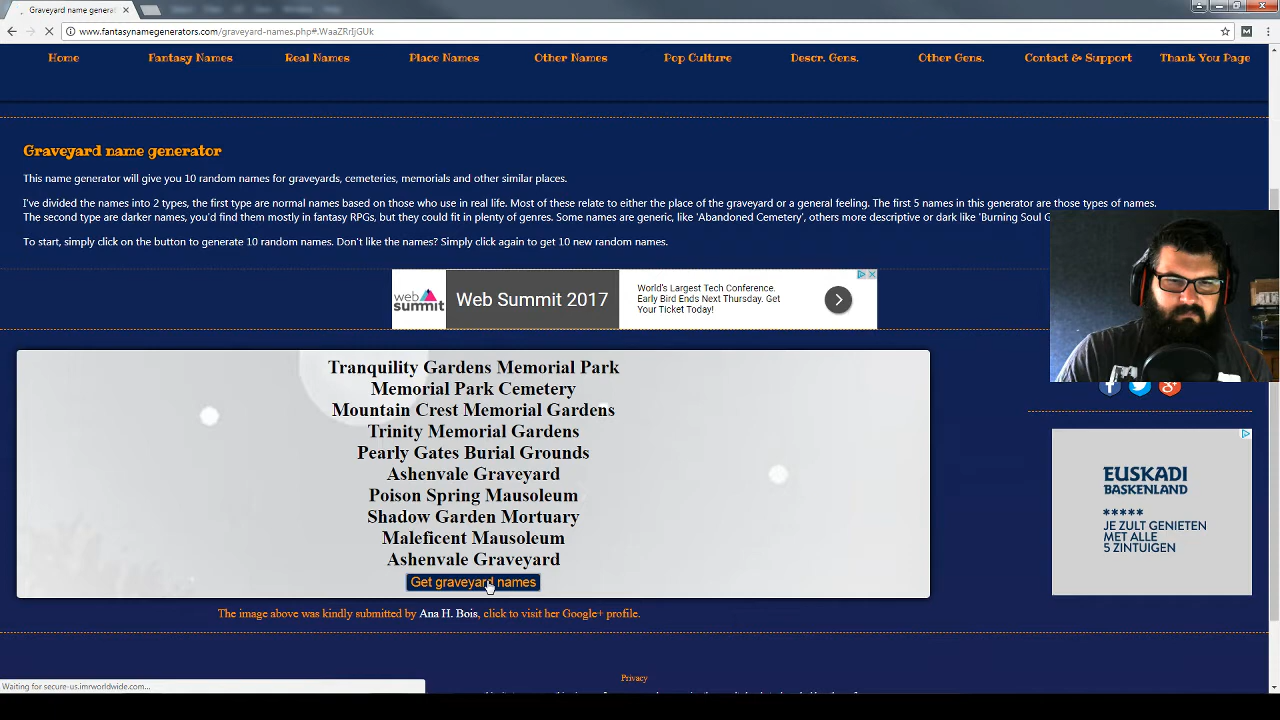 Graveyard name generat
www.fantasynamegenerators.com/graveyard-names.php#.WaaZRrIjGUk
Home Fantasy Names Real Names Place Names Other Names Pop Culture Descr. Gens. Other Gens. Contact & Support Thank You Page
Graveyard name generator
This name generator will give you 10 random names for graveyards, cemeteries, memorials and other similar places.
I've divided the names into 2 types, the first type are normal names based on those who use in real life. Most of these relate to either the place of the graveyard or a general feeling. The first 5 names in this generator are those types of names.
The second type are darker names, you'd find them mostly in fantasy RPGs, but they could fit in plenty of genres. Some names are generic, like 'Abandoned Cemetery', others more descriptive or dark like 'Burning Soul G
To start, simply click on the button to generate 10 random names. Don't like the names? Simply click again to get 10 new random names.
web summit
Web Summit 2017
World's Largest Tech Conference.
Early Bird Ends Next Thursday. Get
Your Ticket Today!
Tranquility Gardens Memorial Park
Memorial Park Cemetery
Mountain Crest Memorial Gardens
Trinity Memorial Gardens
Pearly Gates Burial Grounds
Ashenvale Graveyard
Poison Spring Mausoleum
Shadow Garden Mortuary
Maleficent Mausoleum
Ashenvale Graveyard
Get graveyard names
The image above was kindly submitted by Ana H. Bois, click to visit her Google+ profile.
EUSKADI
BASKENLAND
*****
JE ZULT GENIETEN
MET ALLE
5 ZINTUIGEN
Privacy
Waiting for secure-us.imrworldwide.com...